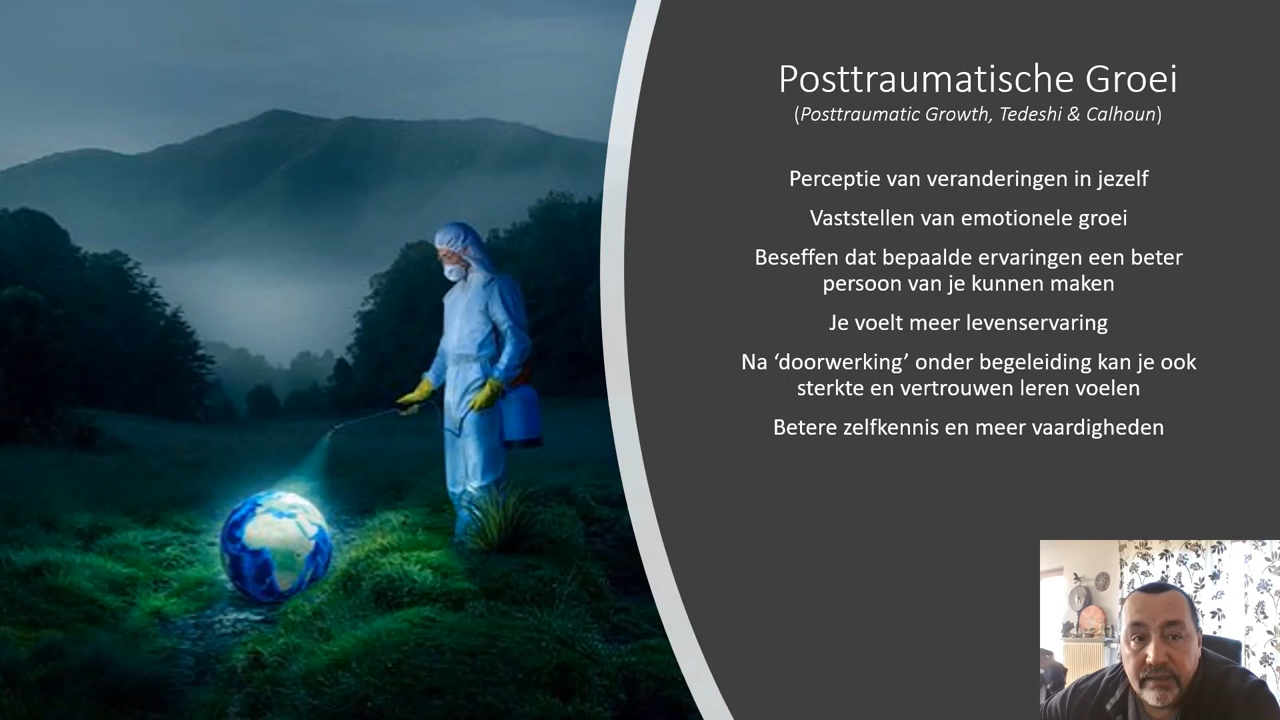 Posttraumatische Groei
(Posttraumatic Growth, Tedeshi & Calhoun)
Perceptie van veranderingen in jezelf
Vaststellen van emotionele groei
Beseffen dat bepaalde ervaringen een beter
persoon van je kunnen maken
Je voelt meer levenservaring
Na ‘doorwerking’ onder begeleiding kan je ook
sterkte en vertrouwen leren voelen
Betere zelfkennis en meer vaardigheden